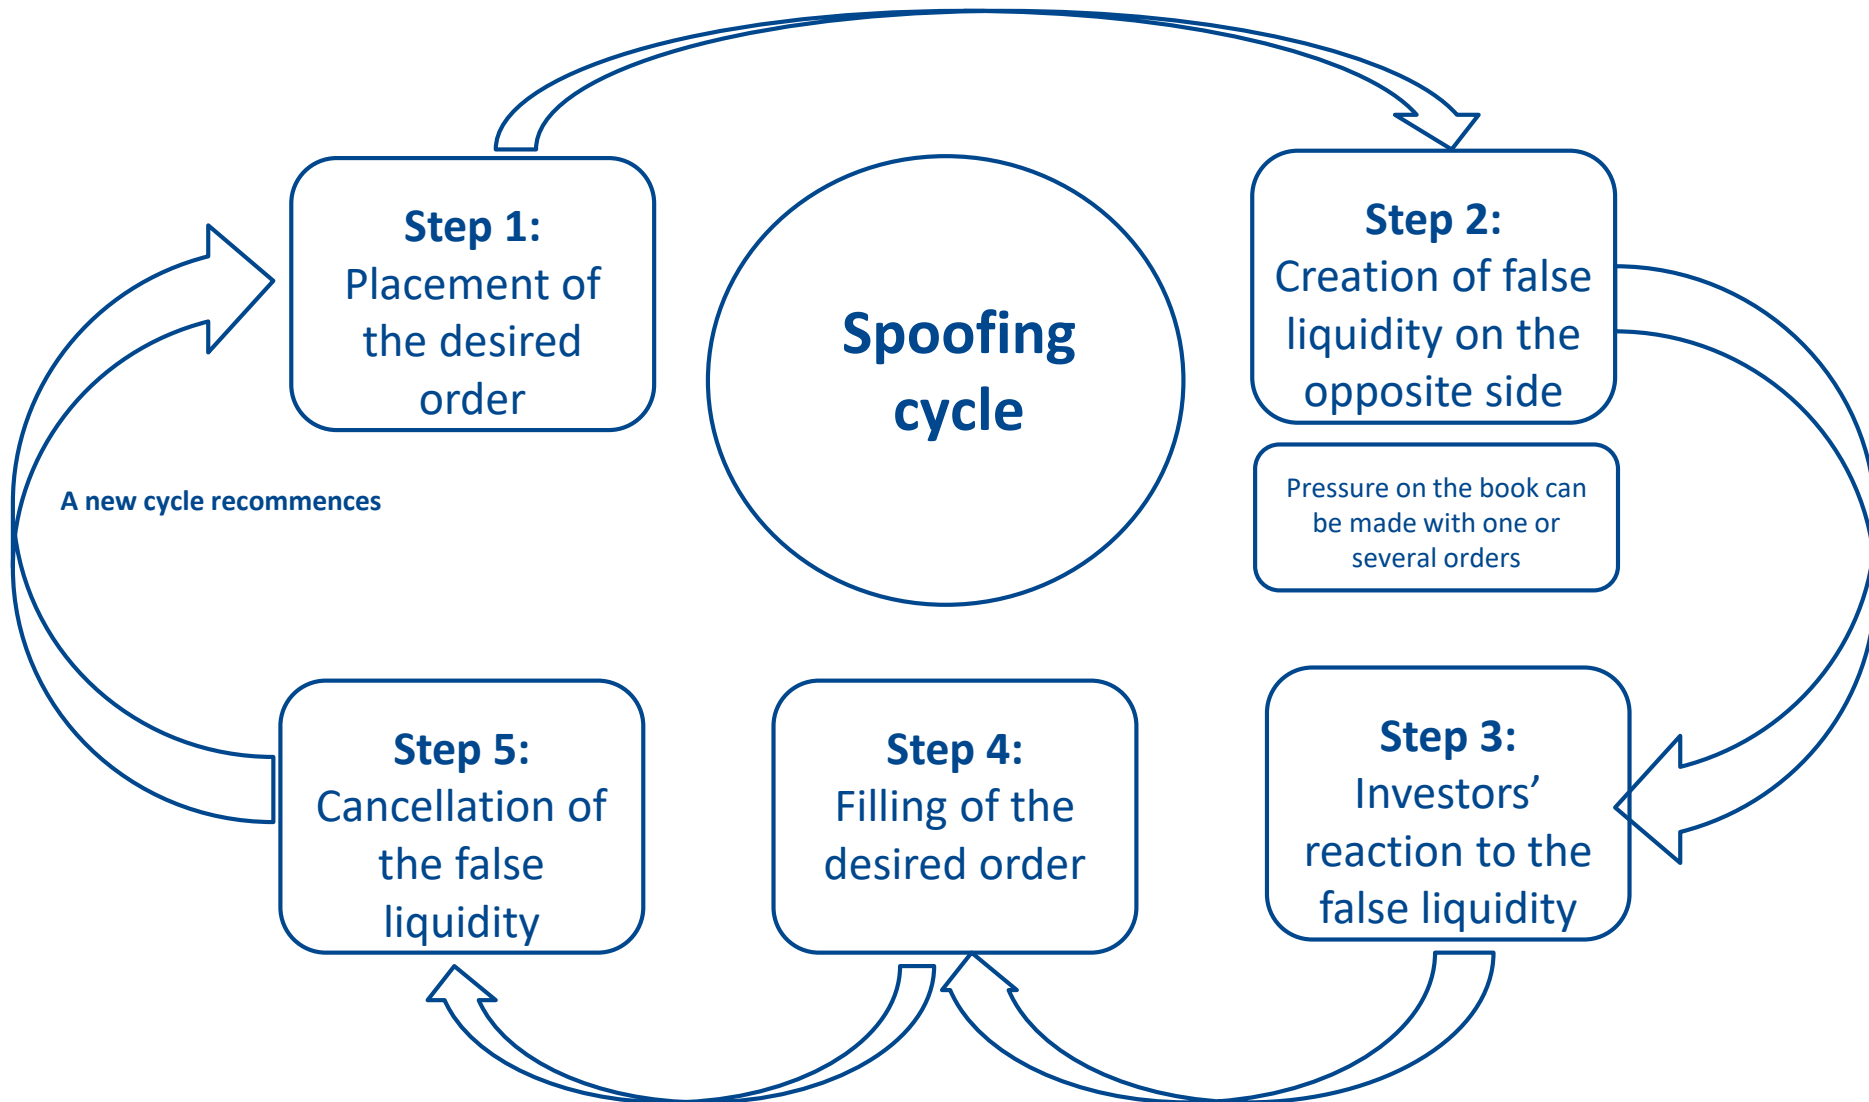 Step 1:
Placement of
the desired
order
Spoofing
cycle
Step 2:
Creation of false
liquidity on the
opposite side
Pressure on the book can
be made with one or
several orders
A new cycle recommences
Step 5:
Cancellation of
the false
liquidity
Step 4:
Filling of the
desired order
Step 3:
Investors’
reaction to the
false liquidity